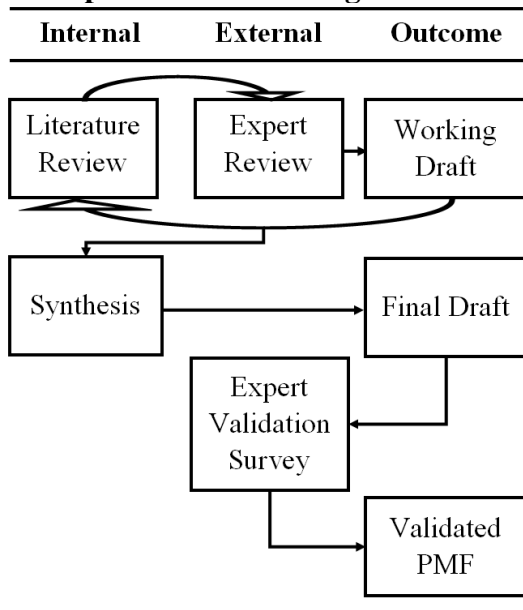 Internal External Outcome
Literature
Review
Expert
Review
Working
Draft
Synthesis
Final Draft
Expert
Validation
Survey
Validated
PMF